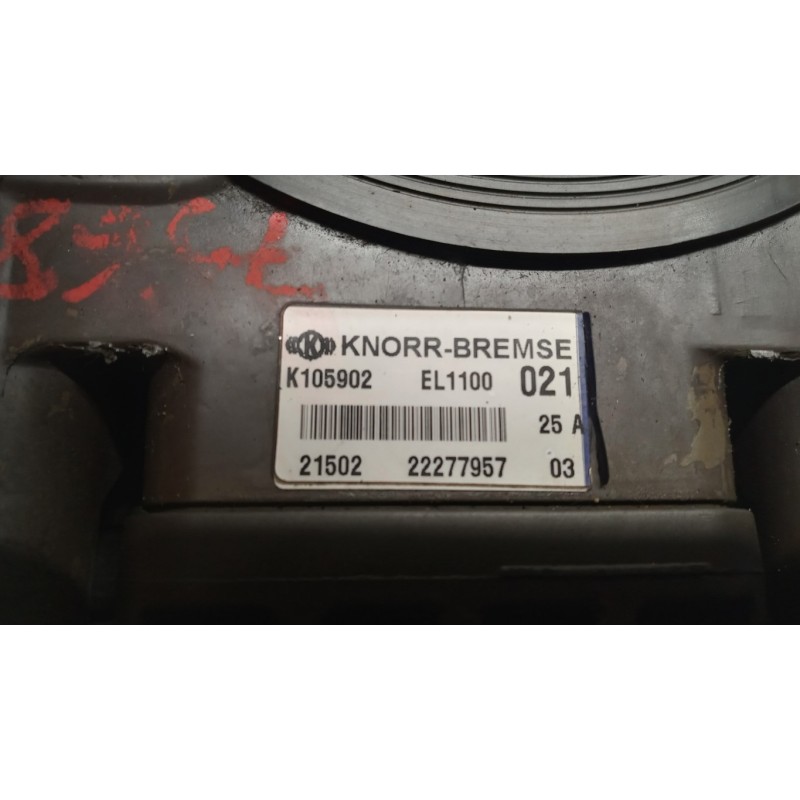 KNORR-BREMSE
K105902 EL1100 021
25 A
21502 22277957 03